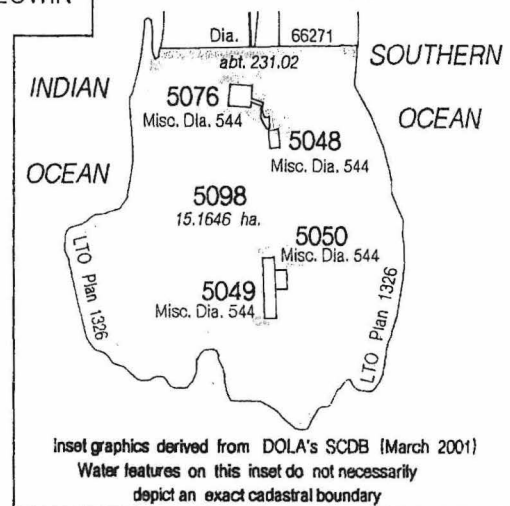 Dia. 66271
abt. 231.02
SOUTHERN
OCEAN
INDIAN
OCEAN
5076
Misc. Dia. 544
5048
Misc. Dia. 544
5098
15.1646 ha.
5050
Misc. Dia. 544
5049
Misc. Dia. 544
LTO Plan 1326
LTO Plan 1326
Inset graphics derived from DOLA's SCDB (March 2001)
Water features on this inset do not necessarily
depict an exact cadastral boundary